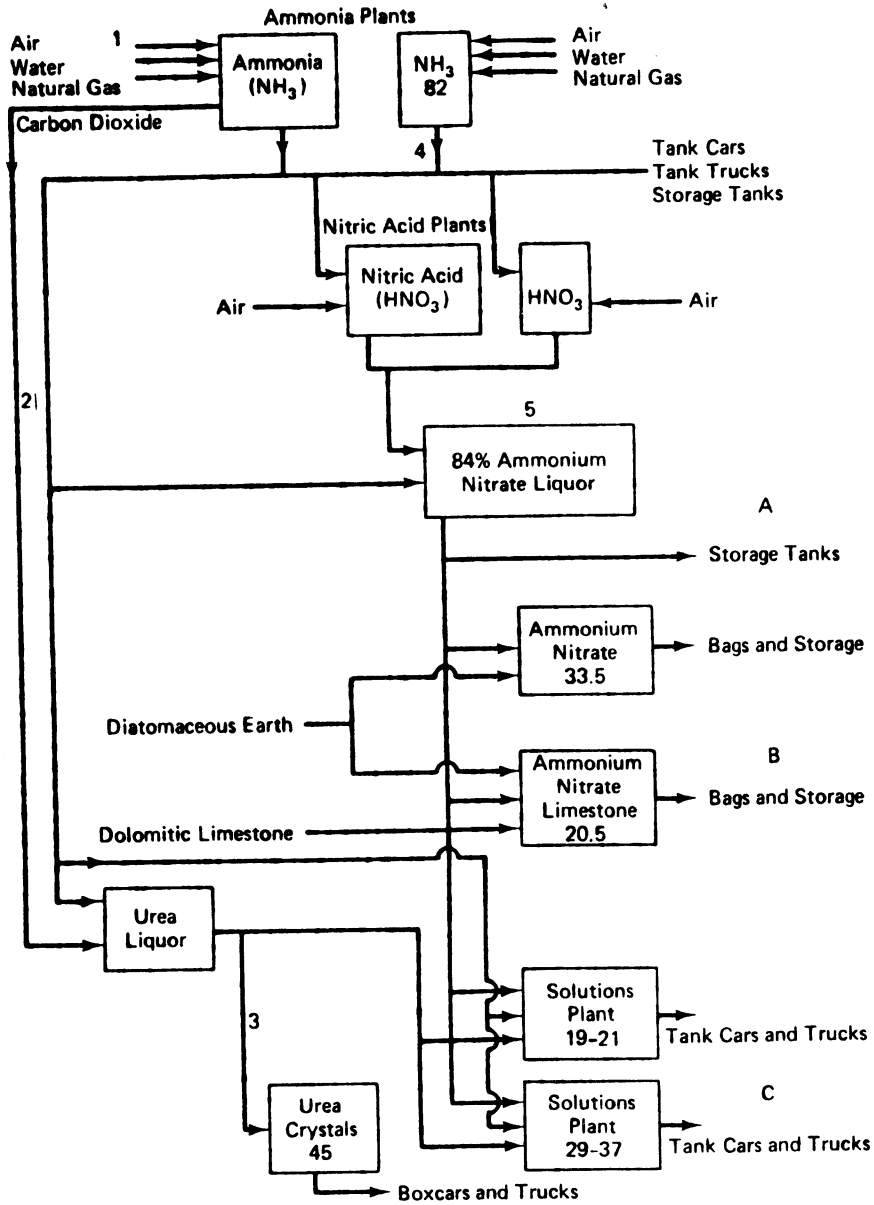 Ammonia Plants
Air
1
Water
Natural Gas
Ammonia
(NH₃)
NH₃
82
Air
Water
Natural Gas
Carbon Dioxide
4
Tank Cars
Tank Trucks
Storage Tanks
Nitric Acid Plants
Nitric Acid
(HNO₃)
Air
HNO₃
Air
2
5
84% Ammonium
Nitrate Liquor
A
Storage Tanks
Ammonium
Nitrate
33.5
Bags and Storage
Diatomaceous Earth
B
Ammonium
Nitrate
Limestone
20.5
Bags and Storage
Dolomitic Limestone
Urea
Liquor
3
Solutions
Plant
19-21
Tank Cars and Trucks
C
Urea
Crystals
45
Solutions
Plant
29-37
Tank Cars and Trucks
Boxcars and Trucks